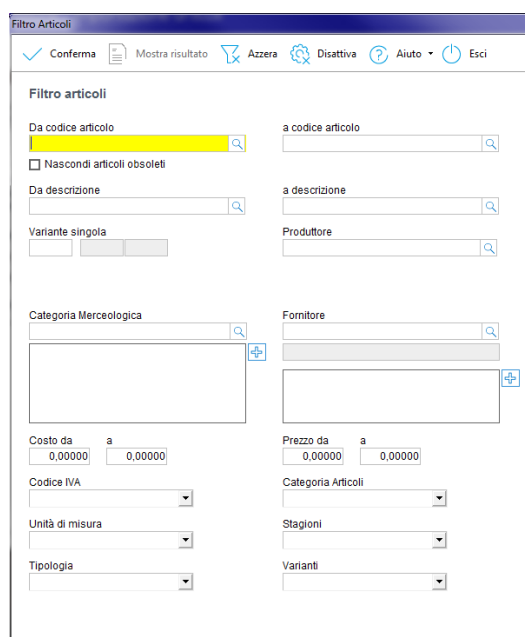 Filtro Articoli
Conferma Mostra risultato Azzera Disattiva Aiuto Esci
Filtro articoli
Da codice articolo a codice articolo
Nascondi articoli obsoleti
Da descrizione a descrizione
Variante singola Produttore
Categoria Merceologica Fornitore
Costo da a Prezzo da a
0,00000 0,00000 0,00000 0,00000
Codice IVA Categoria Articoli
Unità di misura Stagioni
Tipologia Varianti